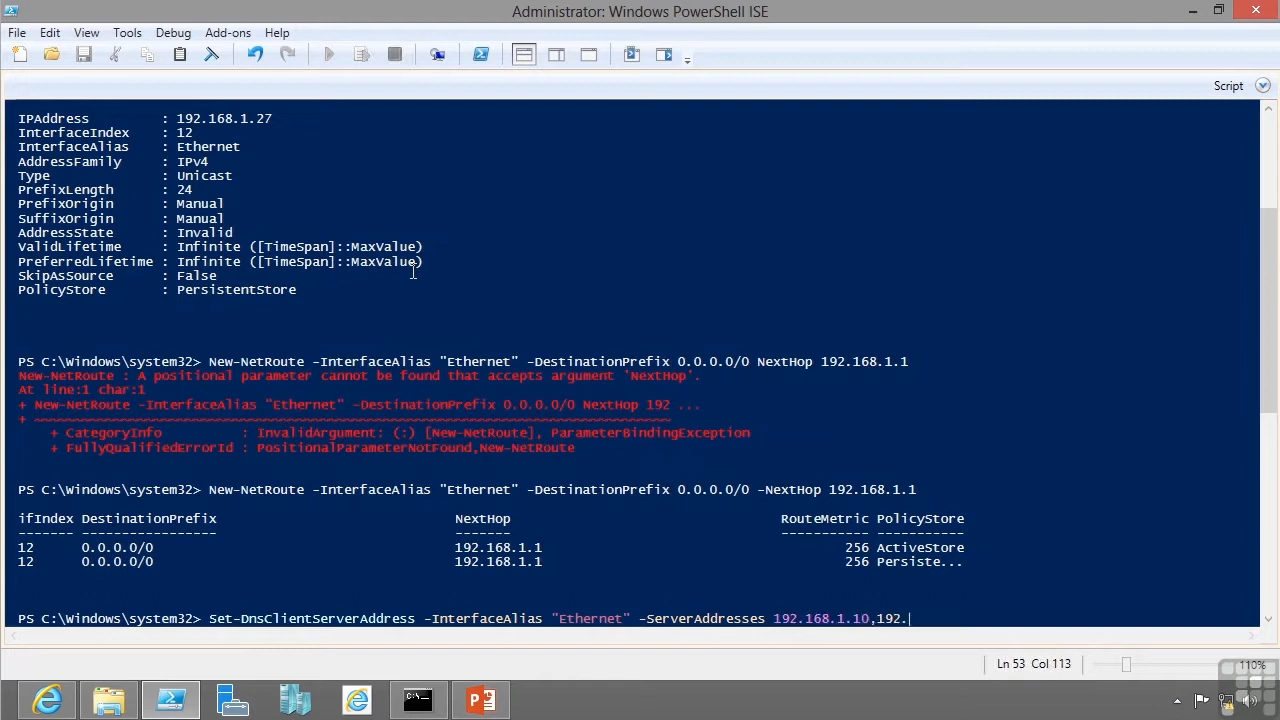 Administrator: Windows PowerShell ISE
File Edit View Tools Debug Add-ons Help
Script
IPAddress : 192.168.1.27
InterfaceIndex : 12
InterfaceAlias : Ethernet
AddressFamily : IPv4
Type : Unicast
PrefixLength : 24
PrefixOrigin : Manual
SuffixOrigin : Manual
AddressState : Invalid
ValidLifetime : Infinite ([TimeSpan]::MaxValue)
PreferredLifetime : Infinite ([TimeSpan]::MaxValue)
SkipAsSource : False
PolicyStore : PersistentStore
PS C:\Windows\system32> New-NetRoute -InterfaceAlias "Ethernet" -DestinationPrefix 0.0.0.0/0 NextHop 192.168.1.1
New-NetRoute : A positional parameter cannot be found that accepts argument 'NextHop'.
At line:1 char:1
+ New-NetRoute -InterfaceAlias "Ethernet" -DestinationPrefix 0.0.0.0/0 NextHop 192 ...
+ ~~~~~~~~~~~~~~~~~~~~~~~~~~~~~~~~~~~~~~~~~~~~~~~~~~~~~~~~~~~~~~~~~~~~~~~~~~~~~~~~
+ CategoryInfo : InvalidArgument: (:) [New-NetRoute], ParameterBindingException
+ FullyQualifiedErrorId : PositionalParameterNotFound,New-NetRoute
PS C:\Windows\system32> New-NetRoute -InterfaceAlias "Ethernet" -DestinationPrefix 0.0.0.0/0 -NextHop 192.168.1.1
ifIndex DestinationPrefix NextHop RouteMetric PolicyStore
------- ----------------- ------- ----------- -----------
12 0.0.0.0/0 192.168.1.1 256 ActiveStore
12 0.0.0.0/0 192.168.1.1 256 Persiste...
PS C:\Windows\system32> Set-DnsClientServerAddress -InterfaceAlias "Ethernet" -ServerAddresses 192.168.1.10,192.
Ln 53 Col 113
110%